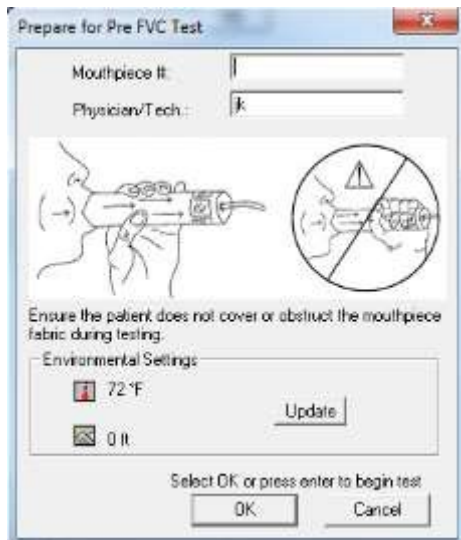 Prepare for Pre FVC Test
Mouthpiece #:
Physician/Tech.: jk
Ensure the patient does not cover or obstruct the mouthpiece
fabric during testing.
Environmental Settings
72 °F
Update
0 ft
Select OK or press enter to begin test
OK Cancel